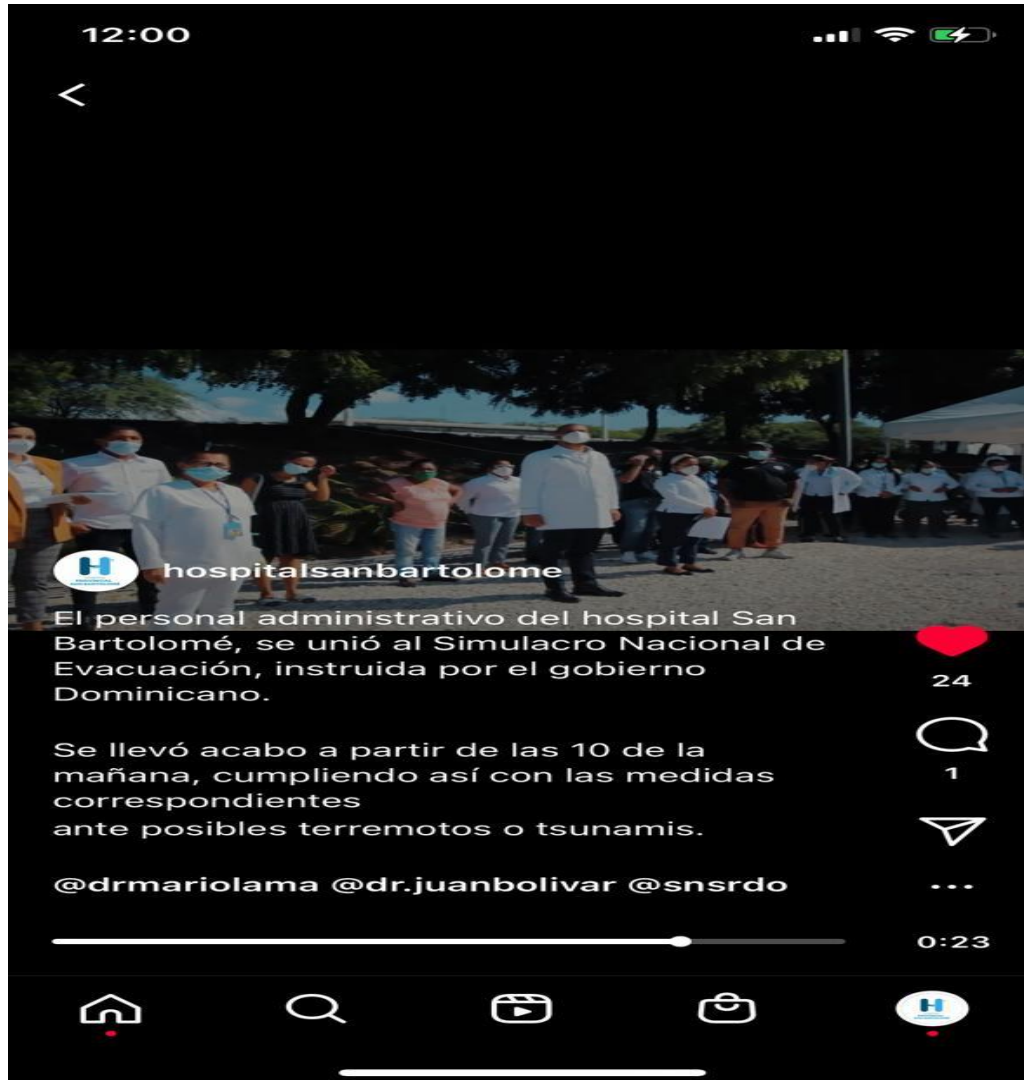 12:00
hospitalsanbartolome
El personal administrativo del hospital San
Bartolomé, se unió al Simulacro Nacional de
Evacuación, instruida por el gobierno
Dominicano.
Se llevó acabo a partir de las 10 de la
mañana, cumpliendo así con las medidas
correspondientes
ante posibles terremotos o tsunamis.
@drmariolama @dr.juanbolivar @snsrdo
24
1
0:23